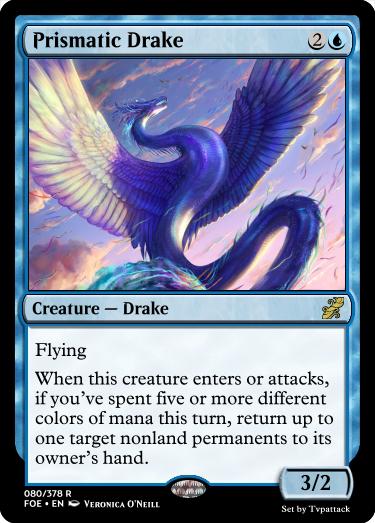 Prismatic Drake 2
Creature — Drake
Flying
When this creature enters or attacks,
if you've spent five or more different
colors of mana this turn, return up to
one target nonland permanents to its
owner's hand.
3/2
080/378 R
FOE • EN Veronica O'Neill
Set by Tvpattack